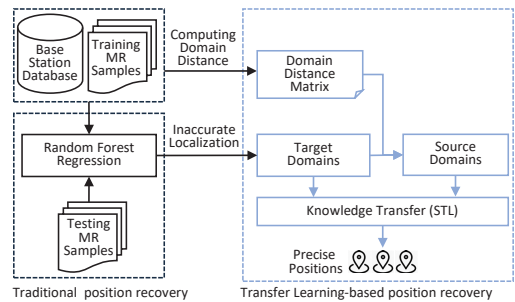 Base
Station
Database
Training
MR
Samples
Computing
Domain
Distance
Domain
Distance
Matrix
Random Forest
Regression
Inaccurate
Localization
Target
Domains
Source
Domains
Testing
MR
Samples
Knowledge Transfer (STL)
Precise
Positions
Traditional position recovery
Transfer Learning-based position recovery